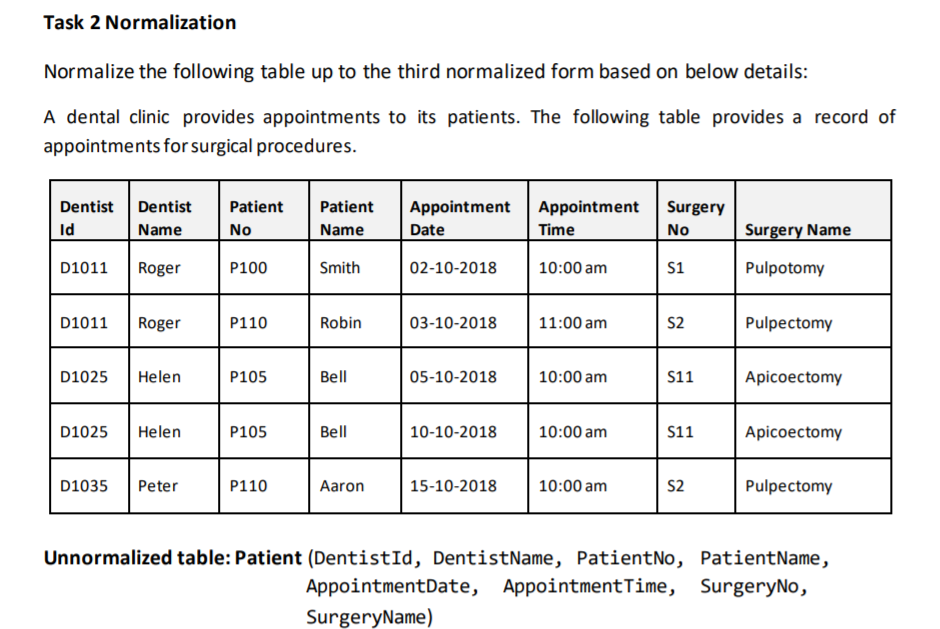 Task 2 Normalization
Normalize the following table up to the third normalized form based on below details:
A dental clinic provides appointments to its patients. The following table provides a record of
appointments for surgical procedures.
Dentist Id Dentist Name Patient No Patient Name Appointment Date Appointment Time Surgery No Surgery Name
D1011 Roger P100 Smith 02-10-2018 10:00 am S1 Pulpotomy
D1011 Roger P110 Robin 03-10-2018 11:00 am S2 Pulpectomy
D1025 Helen P105 Bell 05-10-2018 10:00 am S11 Apicoectomy
D1025 Helen P105 Bell 10-10-2018 10:00 am S11 Apicoectomy
D1035 Peter P110 Aaron 15-10-2018 10:00 am S2 Pulpectomy
Unnormalized table: Patient (DentistId, DentistName, PatientNo, PatientName,
AppointmentDate, AppointmentTime, SurgeryNo,
SurgeryName)